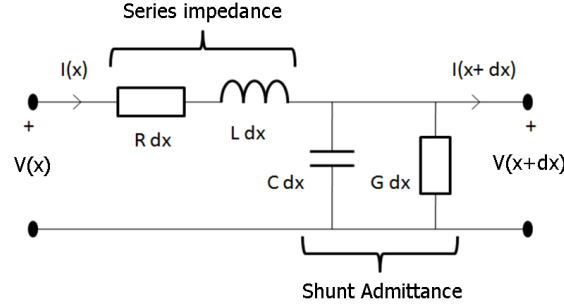 Series impedance
I(x)
I(x+ dx)
R dx
L dx
+
+
V(x)
C dx
G dx
V(x+dx)
Shunt Admittance